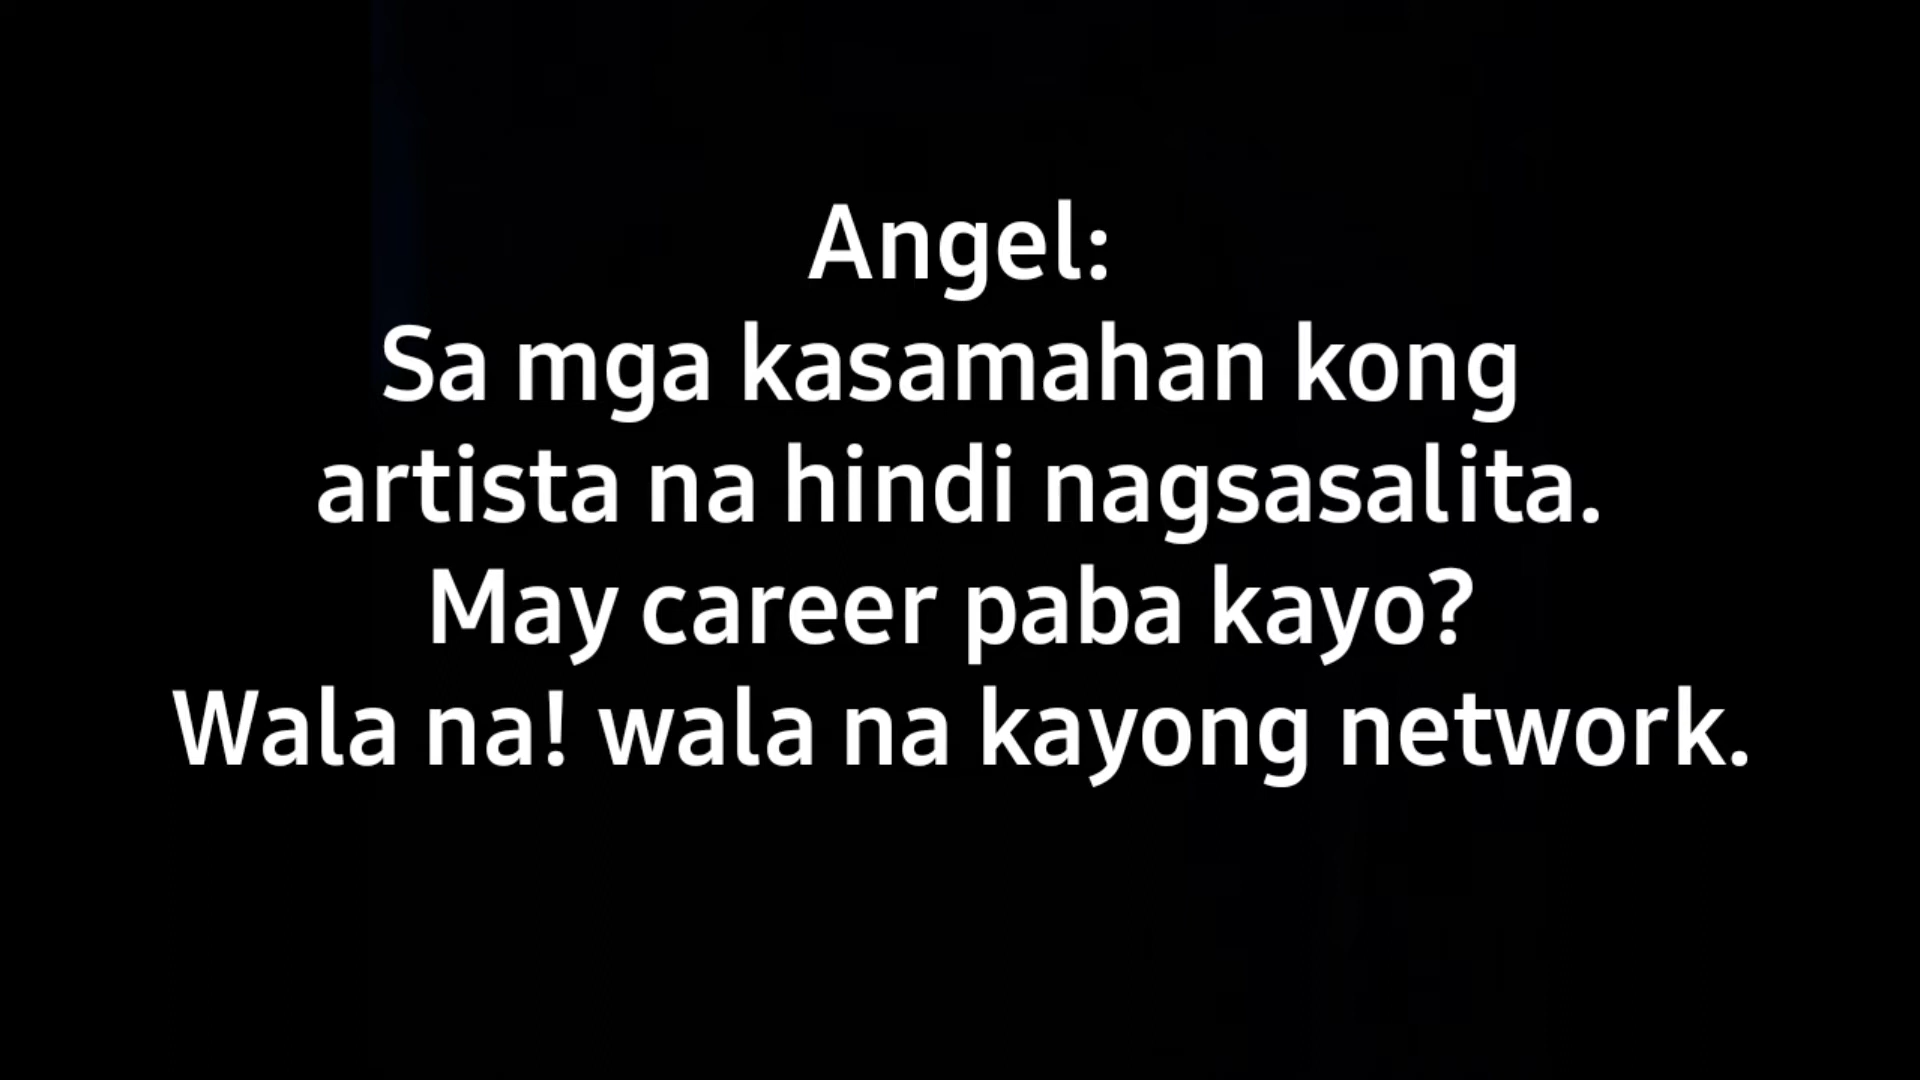 Angel:
Sa mga kasamahan kong
artista na hindi nagsasalita.
May career paba kayo?
Wala na! wala na kayong network.